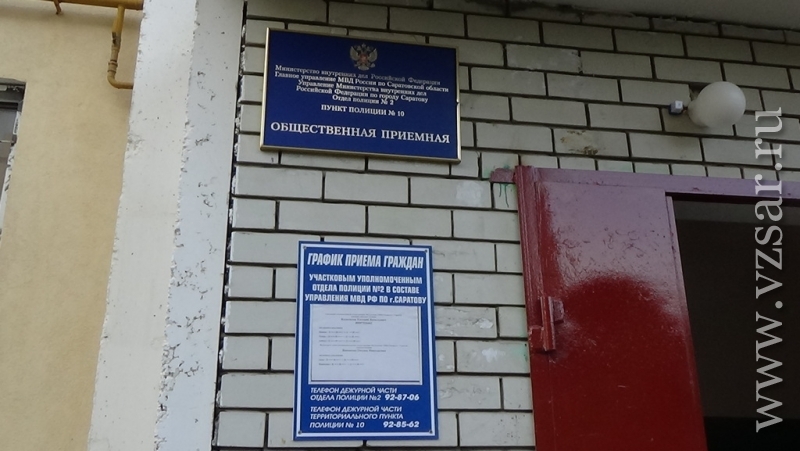 Министерство внутренних дел Российской Федерации
Главное управление МВД России по Саратовской области
Управление Министерства внутренних дел
Российской Федерации по городу Саратову
Отдел полиции № 2
ПУНКТ ПОЛИЦИИ № 10
ОБЩЕСТВЕННАЯ ПРИЕМНАЯ
ГРАФИК ПРИЕМА ГРАЖДАН
УЧАСТКОВЫМ УПОЛНОМОЧЕННЫМ
ОТДЕЛА ПОЛИЦИИ №2 В СОСТАВЕ
УПРАВЛЕНИЯ МВД РФ ПО г.САРАТОВУ
ТЕЛЕФОН ДЕЖУРНОЙ ЧАСТИ
ОТДЕЛА ПОЛИЦИИ №2 92-87-06
ТЕЛЕФОН ДЕЖУРНОЙ ЧАСТИ
ТЕРРИТОРИАЛЬНОГО ПУНКТА
ПОЛИЦИИ № 10 92-85-62
www.vzsar.ru